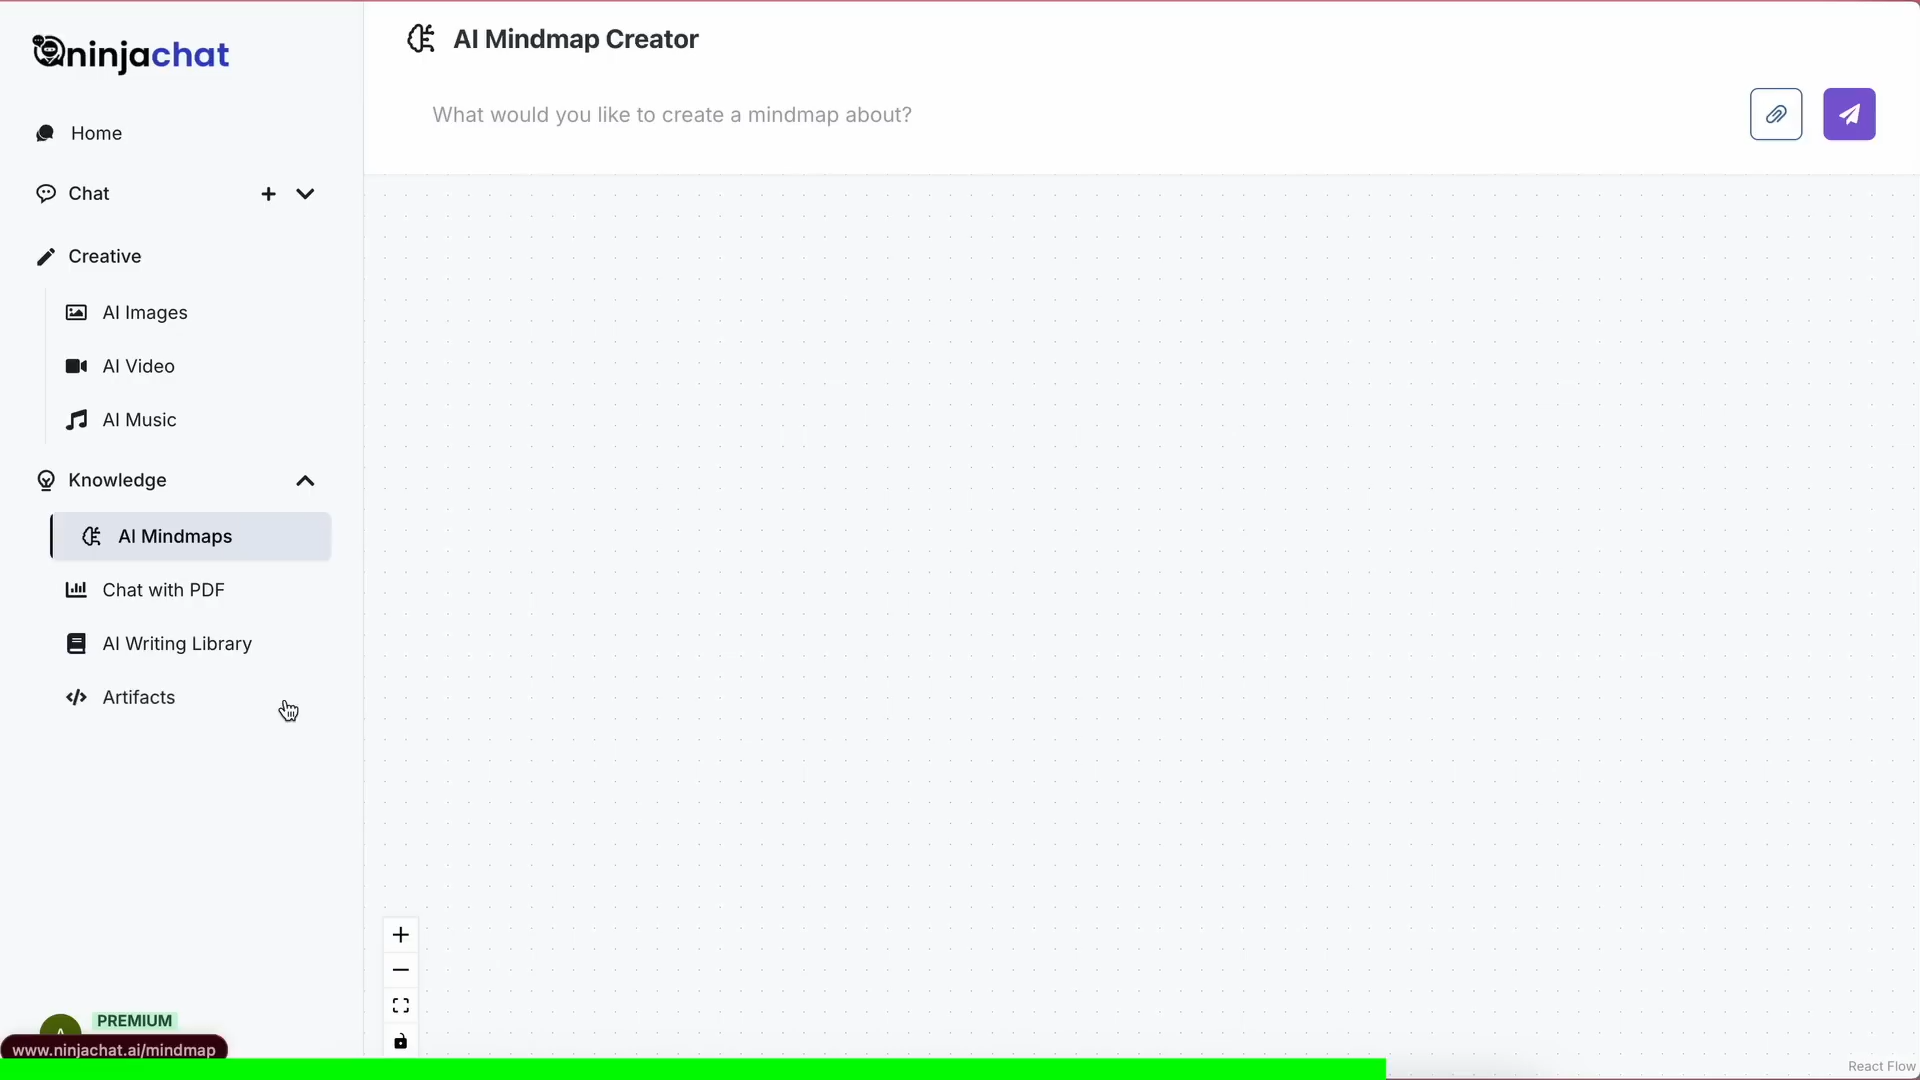 ninjachat
Home
Chat
Creative
AI Images
AI Video
AI Music
Knowledge
AI Mindmaps
Chat with PDF
AI Writing Library
Artifacts
PREMIUM
www.ninjachat.ai/mindmap
AI Mindmap Creator
What would you like to create a mindmap about?
React Flow